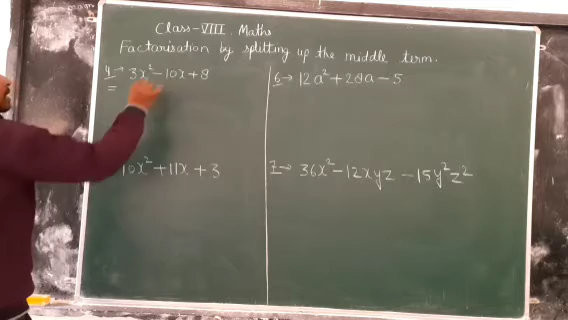 Class-VIII Maths
Factorisation by splitting up the middle term.
4→ 3x²-10x+8
=
10x²+11x+3
6→ 12a²+28a-5
7→ 36x²-12xyz-15y²z²